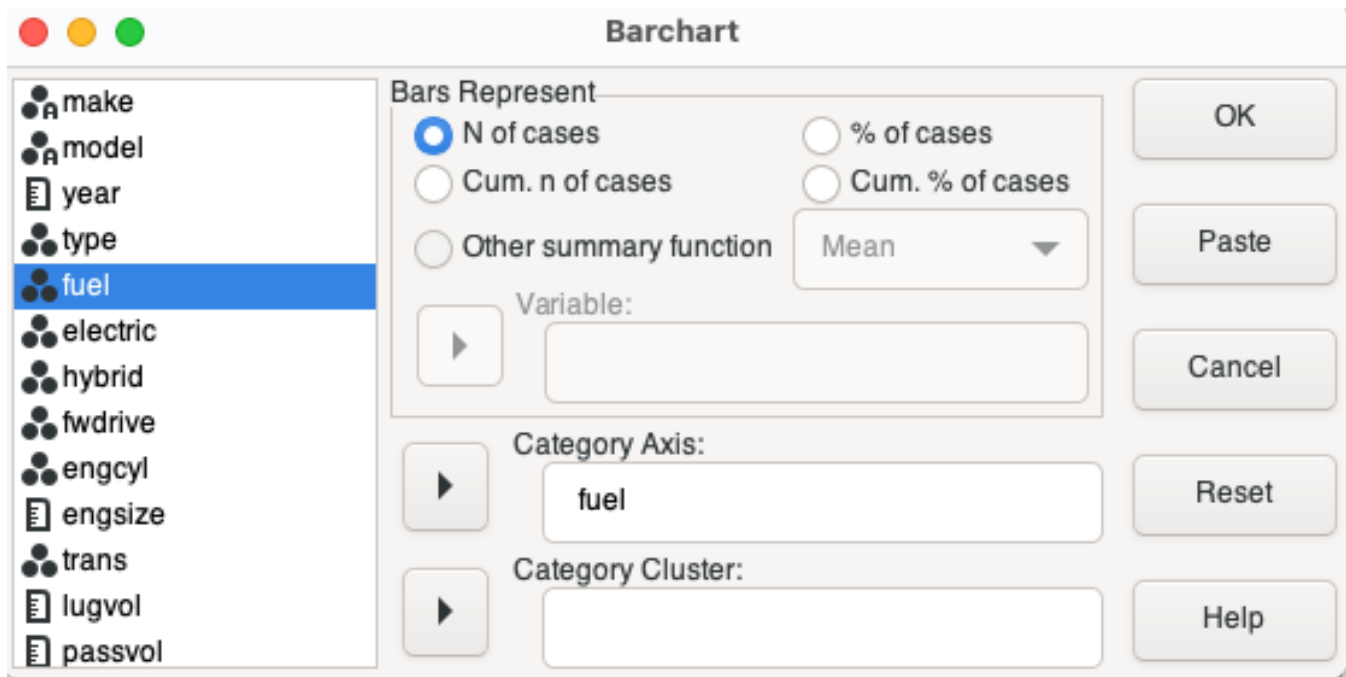 Barchart
make
model
year
type
fuel
electric
hybrid
fwdrive
engcyl
engsize
trans
lugvol
passvol
Bars Represent
N of cases
% of cases
Cum. n of cases
Cum. % of cases
Other summary function
Mean
Variable:
Category Axis:
fuel
Category Cluster:
OK
Paste
Cancel
Reset
Help